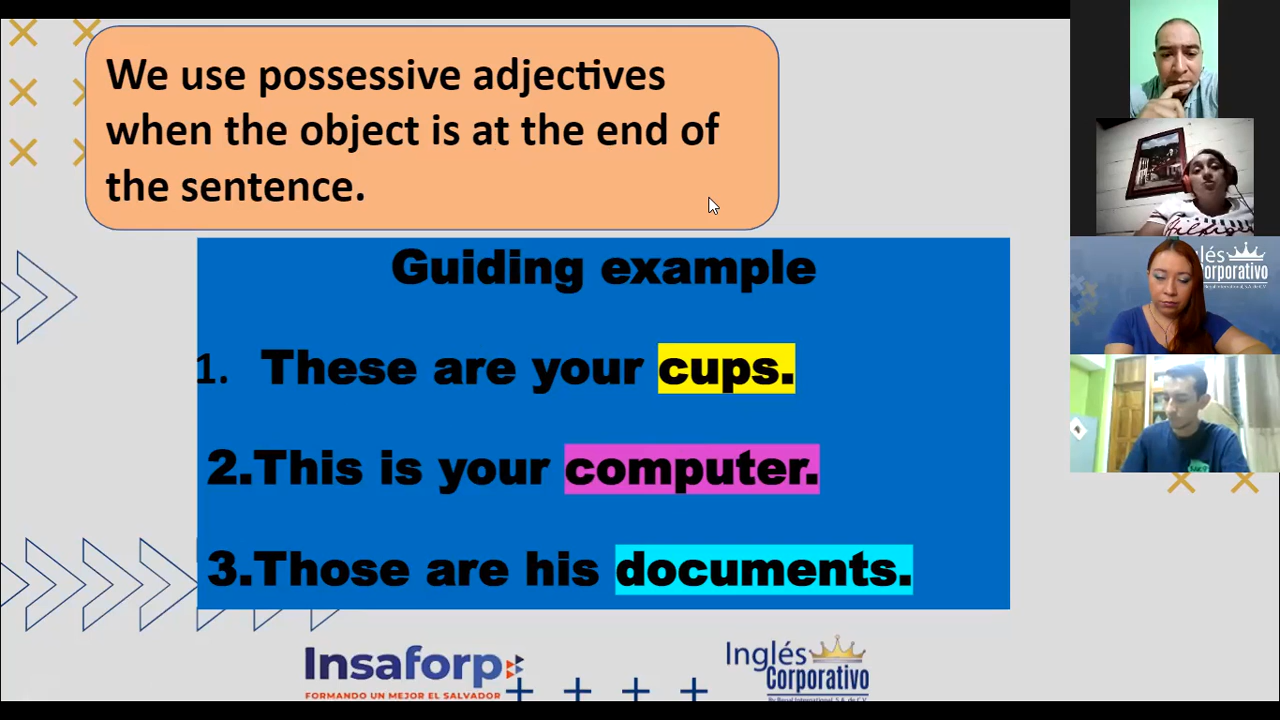 We use possessive adjectives
when the object is at the end of
the sentence.
Guiding example
1. These are your cups.
2.This is your computer.
3.Those are his documents.
Insaforp
FORMANDO UN MEJOR EL SALVADOR
Inglés
Corporativo
glés
Corporativo